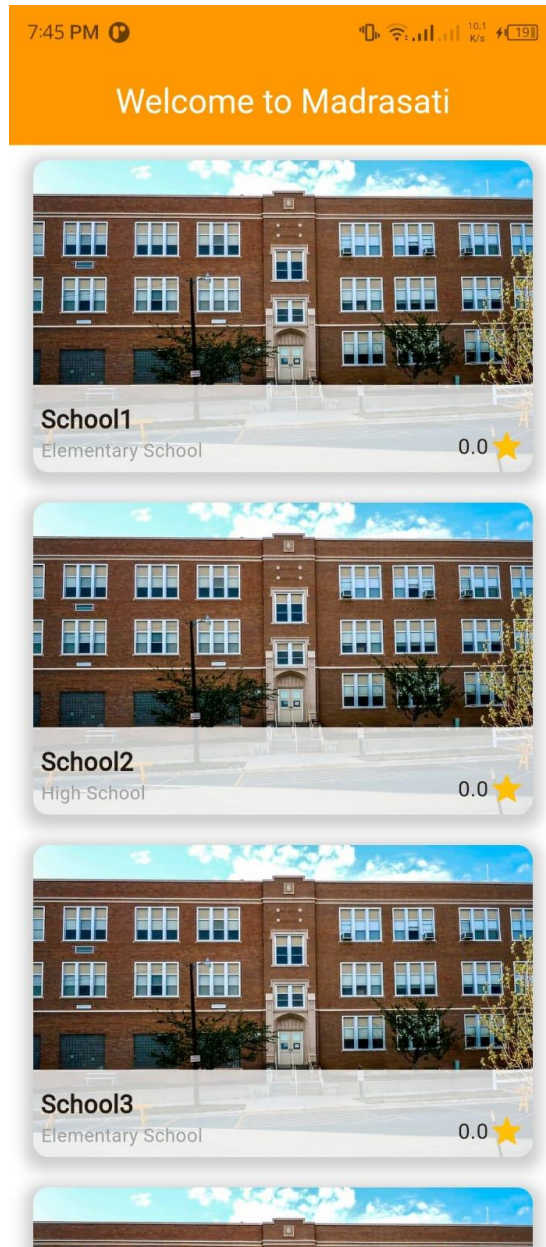 7:45 PM
10.1
K/s
19
Welcome to Madrasati
School1
Elementary School
0.0
School2
High School
0.0
School3
Elementary School
0.0